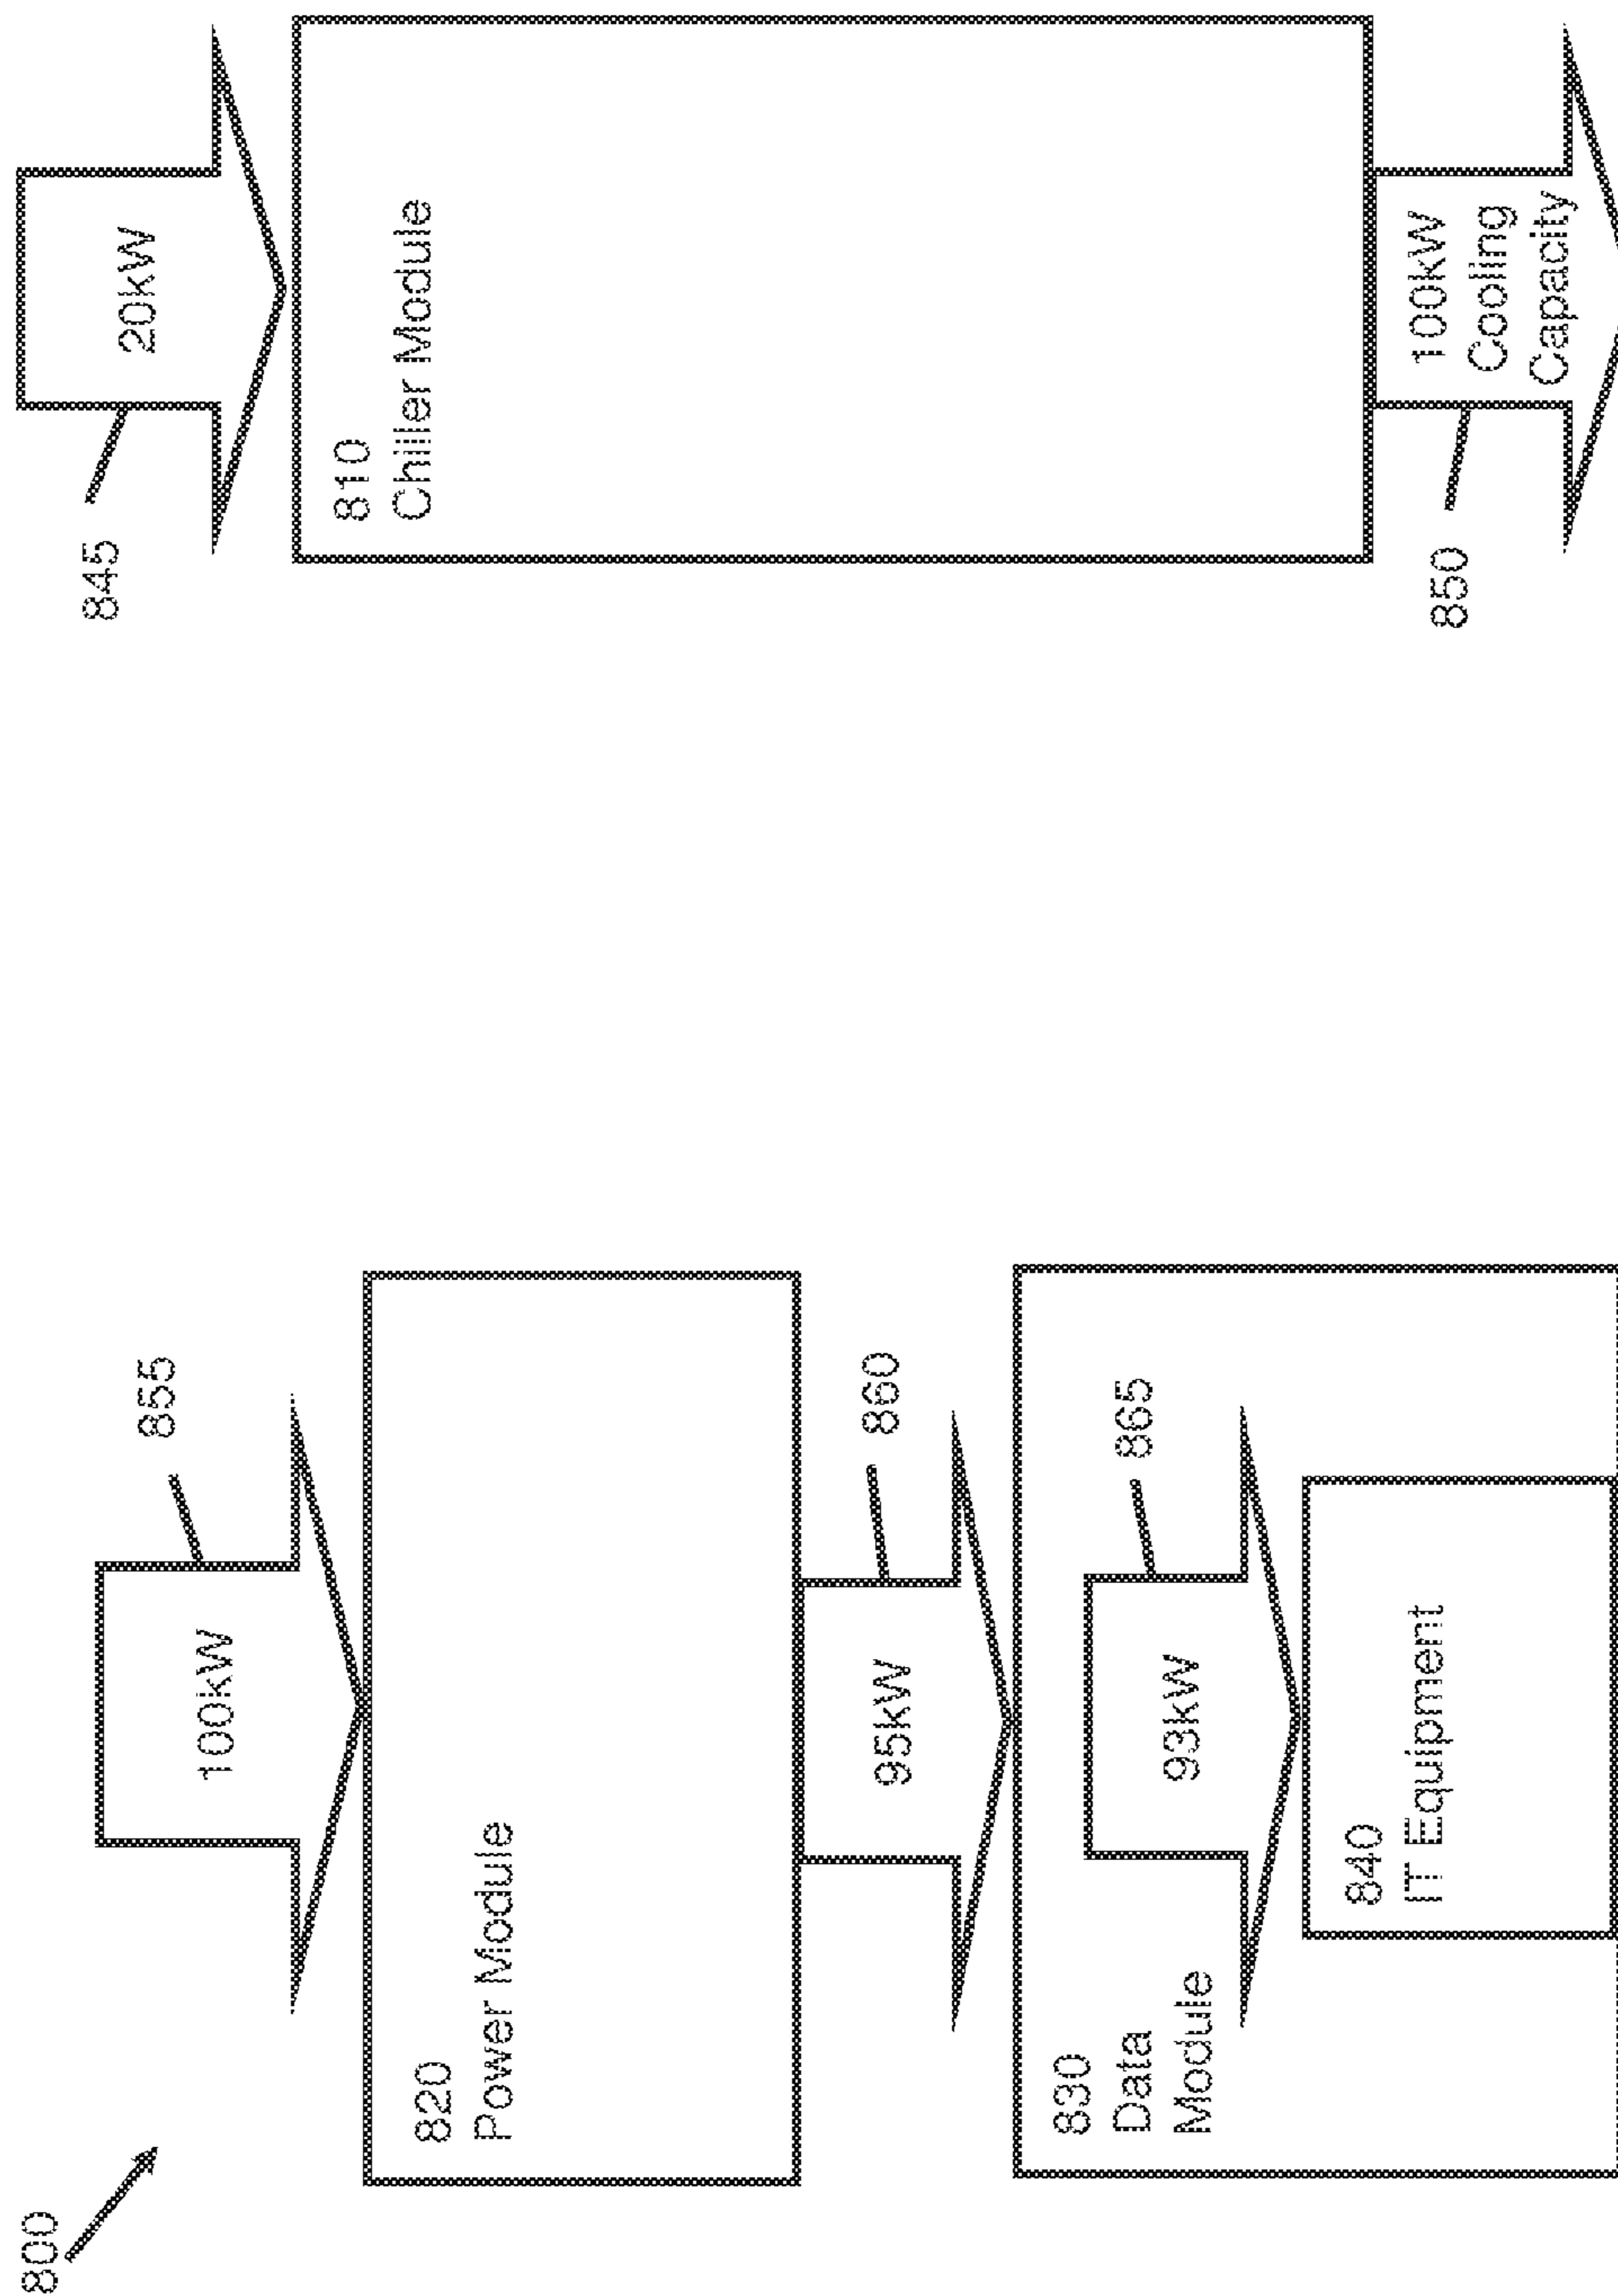 800
855
100kW
820
Power Module
860
95kW
830
Data
Module
865
93kW
840
IT Equipment
845
20kW
810
Chiller Module
850
100kW
Cooling
Capacity